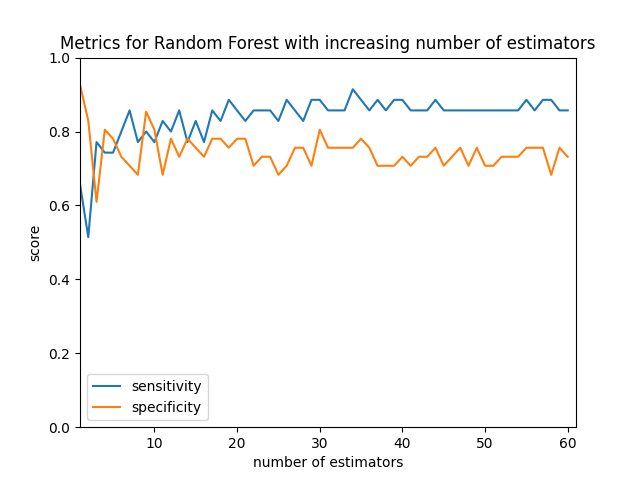 Metrics for Random Forest with increasing number of estimators
1.0
0.8
0.6
0.4
0.2
0.0
score
sensitivity
specificity
10 20 30 40 50 60
number of estimators